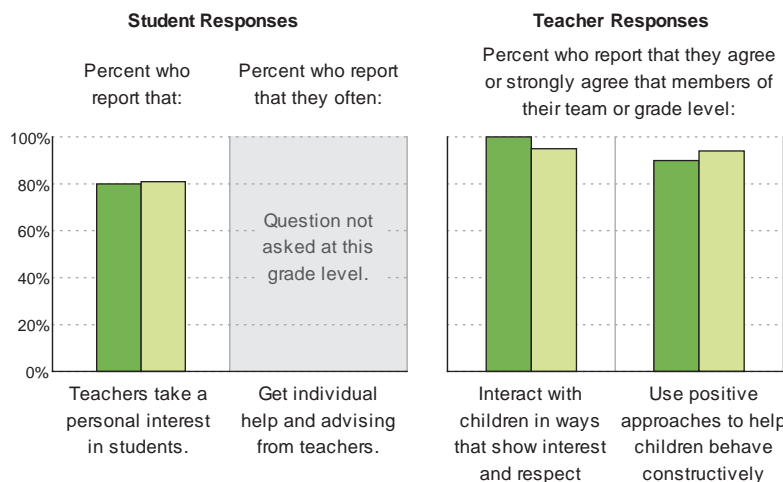 Student Responses
Percent who
report that:
Percent who report
that they often:
100%
80%
60%
40%
20%
0%
Question not
asked at this
grade level.
Teachers take a
personal interest
in students.
Get individual
help and advising
from teachers.
Teacher Responses
Percent who report that they agree
or strongly agree that members of
their team or grade level:
Interact with
children in ways
that show interest
and respect
Use positive
approaches to help
children behave
constructively